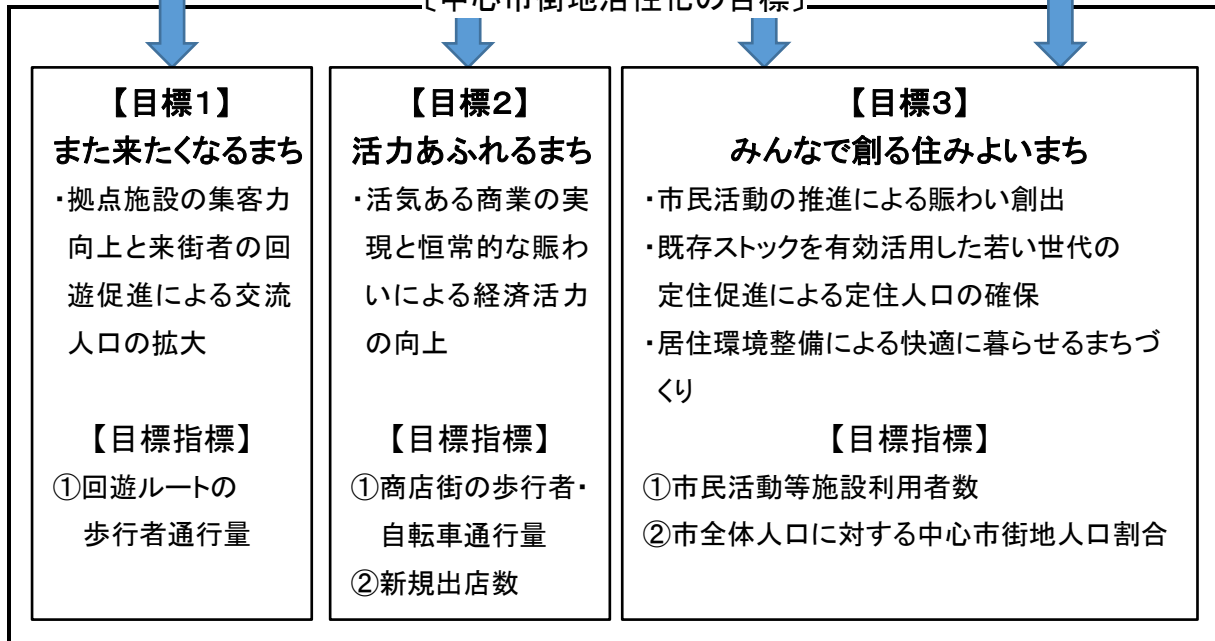 〔中心市街地活性化の目標〕
【目標1】
また来たくなるまち
・拠点施設の集客力
向上と来街者の回
遊促進による交流
人口の拡大
【目標指標】
①回遊ルートの
歩行者通行量
【目標2】
活力あふれるまち
・活気ある商業の実
現と恒常的な賑わ
いによる経済活力
の向上
【目標指標】
①商店街の歩行者・
自転車通行量
②新規出店数
【目標3】
みんなで創る住みよいまち
・市民活動の推進による賑わい創出
・既存ストックを有効活用した若い世代の
定住促進による定住人口の確保
・居住環境整備による快適に暮らせるまちづ
くり
【目標指標】
①市民活動等施設利用者数
②市全体人口に対する中心市街地人口割合